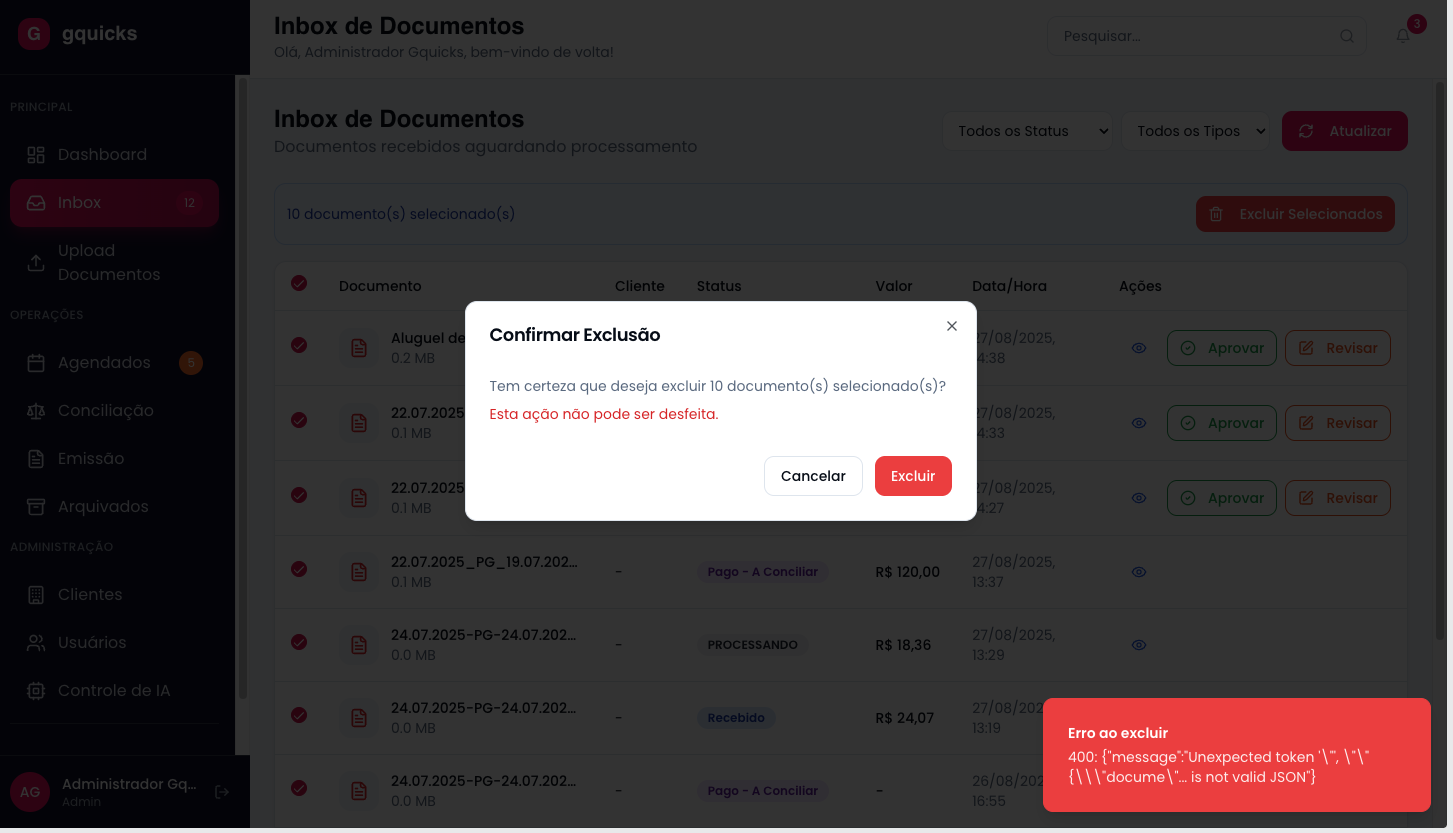 G gquicks
PRINCIPAL
Dashboard
Inbox 12
Upload
Documentos
OPERAÇÕES
Agendados 5
Conciliação
Emissão
Arquivados
ADMINISTRAÇÃO
Clientes
Usuários
Controle de IA
AG Administrador Gq...
Admin
Inbox de Documentos
Olá, Administrador Gquicks, bem-vindo de volta!
Pesquisar...
3
Inbox de Documentos
Documentos recebidos aguardando processamento
Todos os Status
Todos os Tipos
Atualizar
10 documento(s) selecionado(s)
Excluir Selecionados
Documento Cliente Status Valor Data/Hora Ações
Aluguel de
0.2 MB
27/08/2025,
4:38
Aprovar Revisar
22.07.2025
0.1 MB
27/08/2025,
4:33
Aprovar Revisar
22.07.2025
0.1 MB
27/08/2025,
4:27
Aprovar Revisar
22.07.2025_PG_19.07.202...
0.1 MB
-
Pago - A Conciliar
R$ 120,00
27/08/2025,
13:37
24.07.2025-PG-24.07.202...
0.0 MB
-
PROCESSANDO
R$ 18,36
27/08/2025,
13:29
24.07.2025-PG-24.07.202...
0.0 MB
-
Recebido
R$ 24,07
27/08/202
13:19
24.07.2025-PG-24.07.202...
0.0 MB
-
Pago - A Conciliar
-
26/08/202
16:55
Confirmar Exclusão
Tem certeza que deseja excluir 10 documento(s) selecionado(s)?
Esta ação não pode ser desfeita.
Cancelar
Excluir
Erro ao excluir
400: {"message":"Unexpected token '\"', \"\"
{\\\"docume\"... is not valid JSON"}